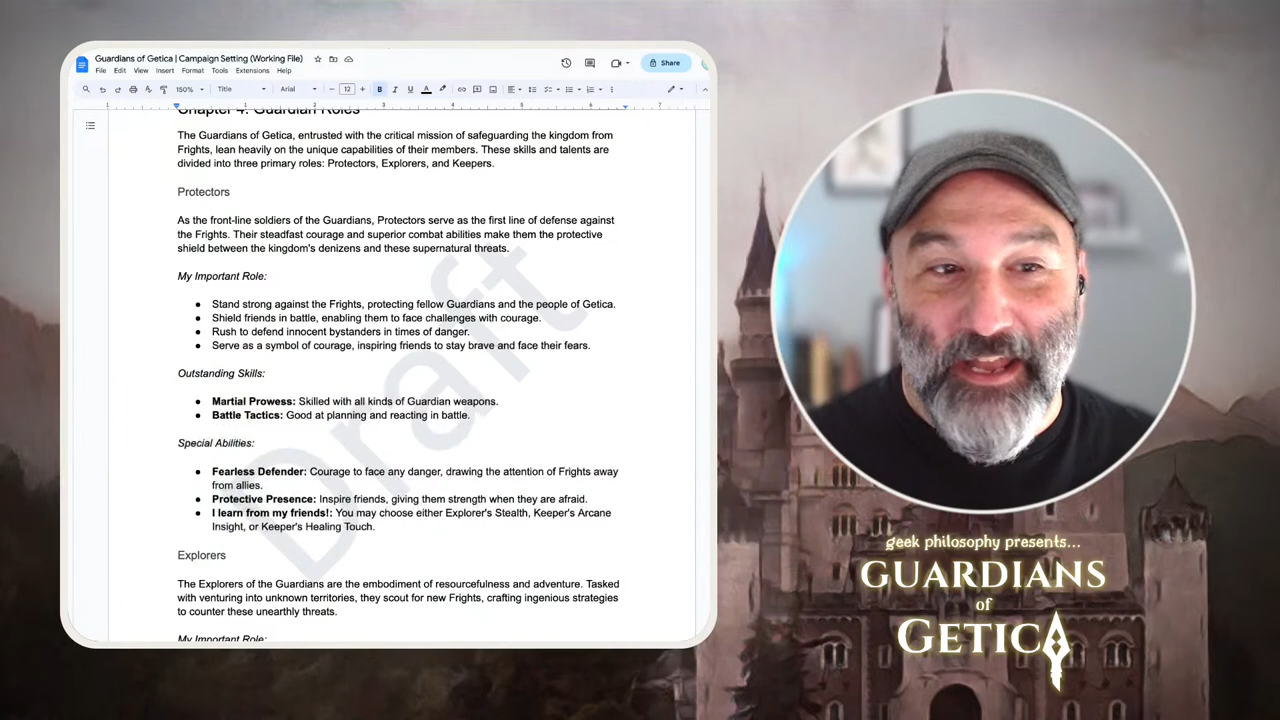 Guardians of Getica | Campaign Setting (Working File)
File Edit View Insert Format Tools Extensions Help
Share
150% Title Arial 12 B I U A
1 1 2 3 4 5 6 7
Chapter 4: Guardian Roles
The Guardians of Getica, entrusted with the critical mission of safeguarding the kingdom from
Frights, lean heavily on the unique capabilities of their members. These skills and talents are
divided into three primary roles: Protectors, Explorers, and Keepers.
Protectors
As the front-line soldiers of the Guardians, Protectors serve as the first line of defense against
the Frights. Their steadfast courage and superior combat abilities make them the protective
shield between the kingdom's denizens and these supernatural threats.
My Important Role:
● Stand strong against the Frights, protecting fellow Guardians and the people of Getica.
● Shield friends in battle, enabling them to face challenges with courage.
● Rush to defend innocent bystanders in times of danger.
● Serve as a symbol of courage, inspiring friends to stay brave and face their fears.
Outstanding Skills:
● Martial Prowess: Skilled with all kinds of Guardian weapons.
● Battle Tactics: Good at planning and reacting in battle.
Special Abilities:
● Fearless Defender: Courage to face any danger, drawing the attention of Frights away
from allies.
● Protective Presence: Inspire friends, giving them strength when they are afraid.
● I learn from my friends!: You may choose either Explorer's Stealth, Keeper's Arcane
Insight, or Keeper's Healing Touch.
Explorers
The Explorers of the Guardians are the embodiment of resourcefulness and adventure. Tasked
with venturing into unknown territories, they scout for new Frights, crafting ingenious strategies
to counter these unearthly threats.
My Important Role:
Draft
geek philosophy presents...
GUARDIANS
of
GETICA